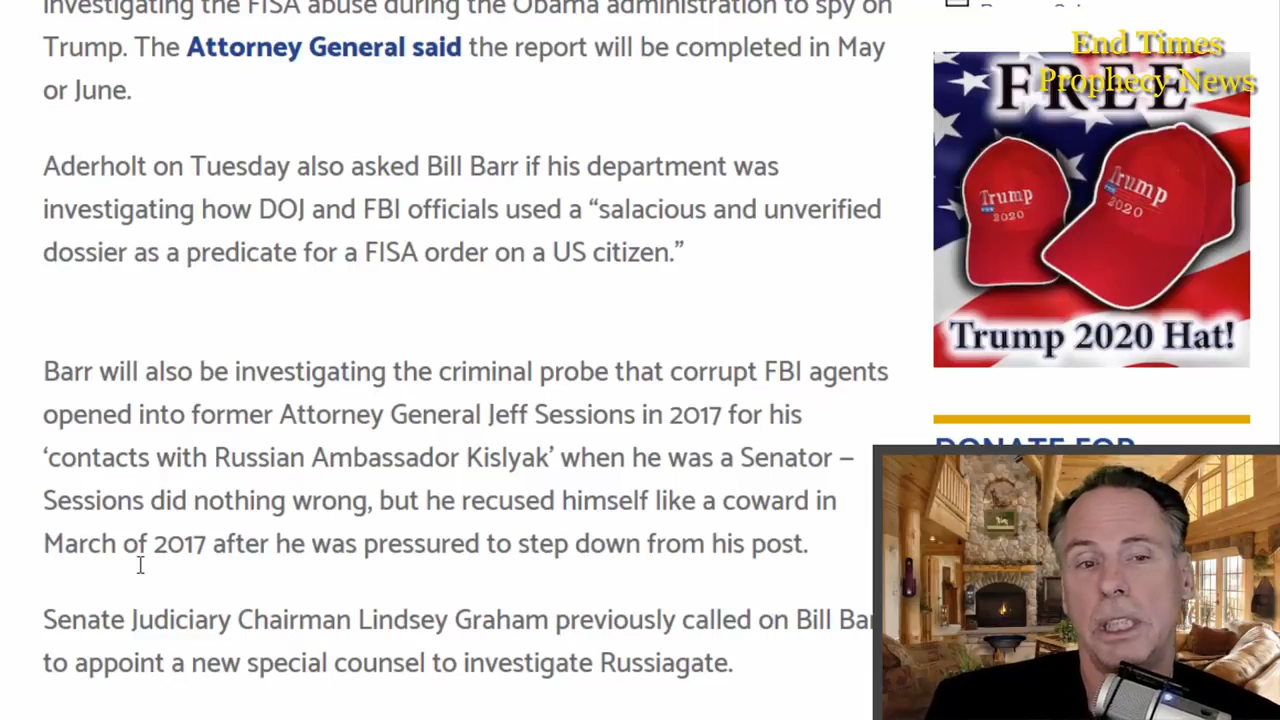 investigating the FISA abuse during the Obama administration to spy on
Trump. The Attorney General said the report will be completed in May
or June.
Aderholt on Tuesday also asked Bill Barr if his department was
investigating how DOJ and FBI officials used a “salacious and unverified
dossier as a predicate for a FISA order on a US citizen.”
Barr will also be investigating the criminal probe that corrupt FBI agents
opened into former Attorney General Jeff Sessions in 2017 for his
‘contacts with Russian Ambassador Kislyak’ when he was a Senator –
Sessions did nothing wrong, but he recused himself like a coward in
March of 2017 after he was pressured to step down from his post.
Senate Judiciary Chairman Lindsey Graham previously called on Bill Bar
to appoint a new special counsel to investigate Russiagate.
End Times
Prophecy News
FREE
Trump
2020
Trump
2020
Trump 2020 Hat!
DONATE FOR